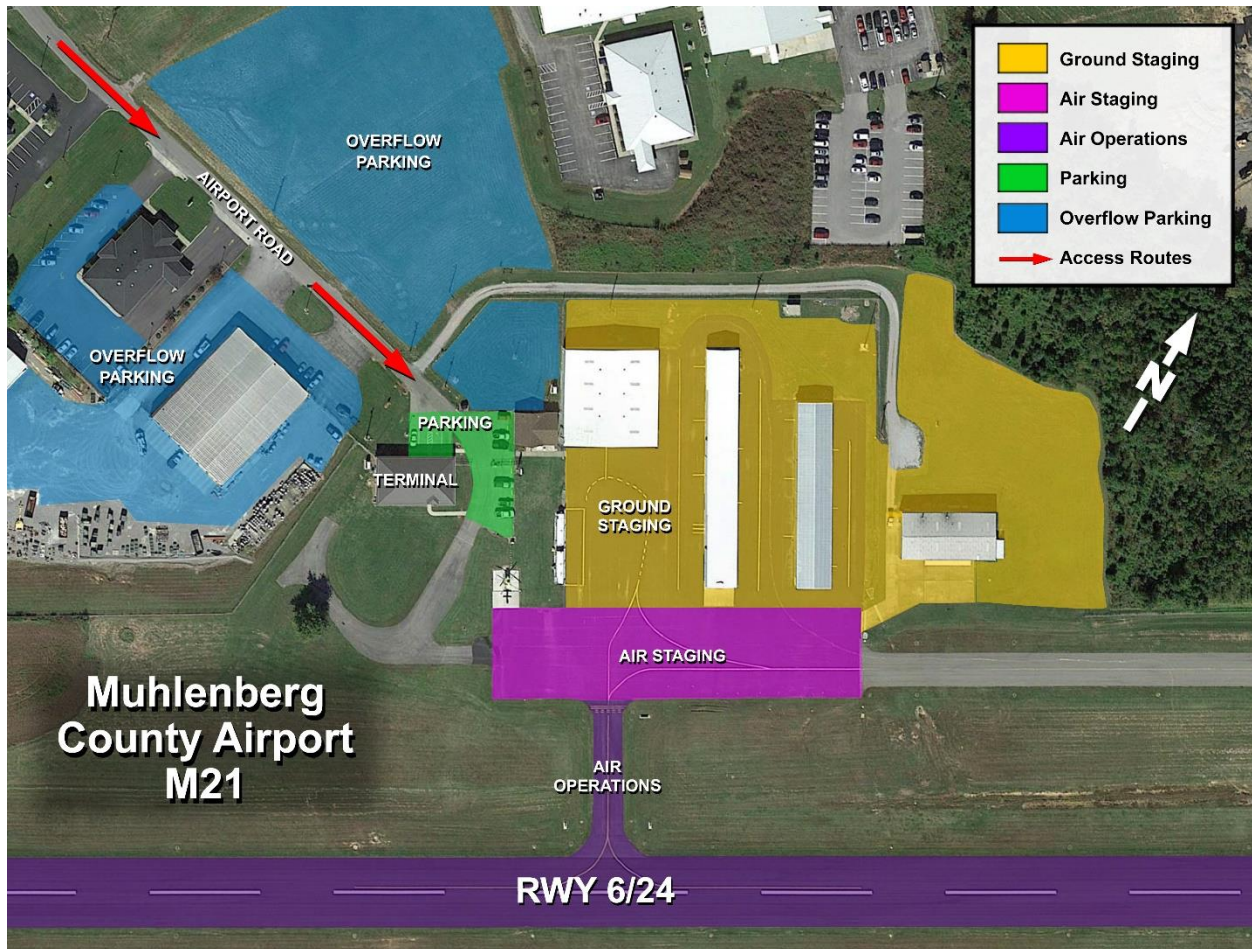 Ground Staging
Air Staging
Air Operations
Parking
Overflow Parking
Access Routes
N
OVERFLOW
PARKING
AIRPORT ROAD
OVERFLOW
PARKING
PARKING
TERMINAL
GROUND
STAGING
AIR STAGING
Muhlenberg
County Airport
M21
AIR
OPERATIONS
RWY 6/24